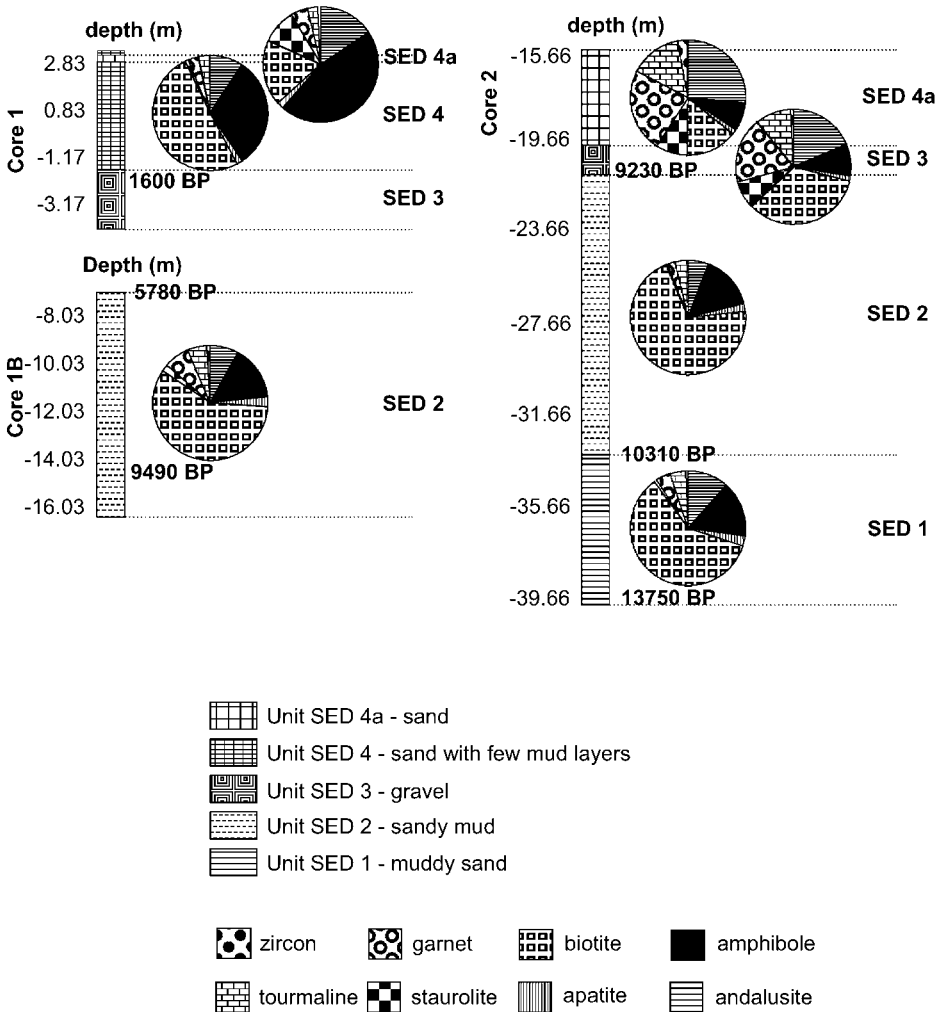 depth (m)
Core 1
2.83
0.83
-1.17
-3.17
1600 BP
SED 4a
SED 4
SED 3
Depth (m)
Core 1B
5780 BP
-8.03
-10.03
-12.03
-14.03
-16.03
9490 BP
SED 2
depth (m)
Core 2
-15.66
-19.66
-23.66
-27.66
-31.66
-35.66
-39.66
9230 BP
10310 BP
13750 BP
SED 4a
SED 3
SED 2
SED 1
Unit SED 4a - sand
Unit SED 4 - sand with few mud layers
Unit SED 3 - gravel
Unit SED 2 - sandy mud
Unit SED 1 - muddy sand
zircon garnet biotite amphibole
tourmaline staurolite apatite andalusite